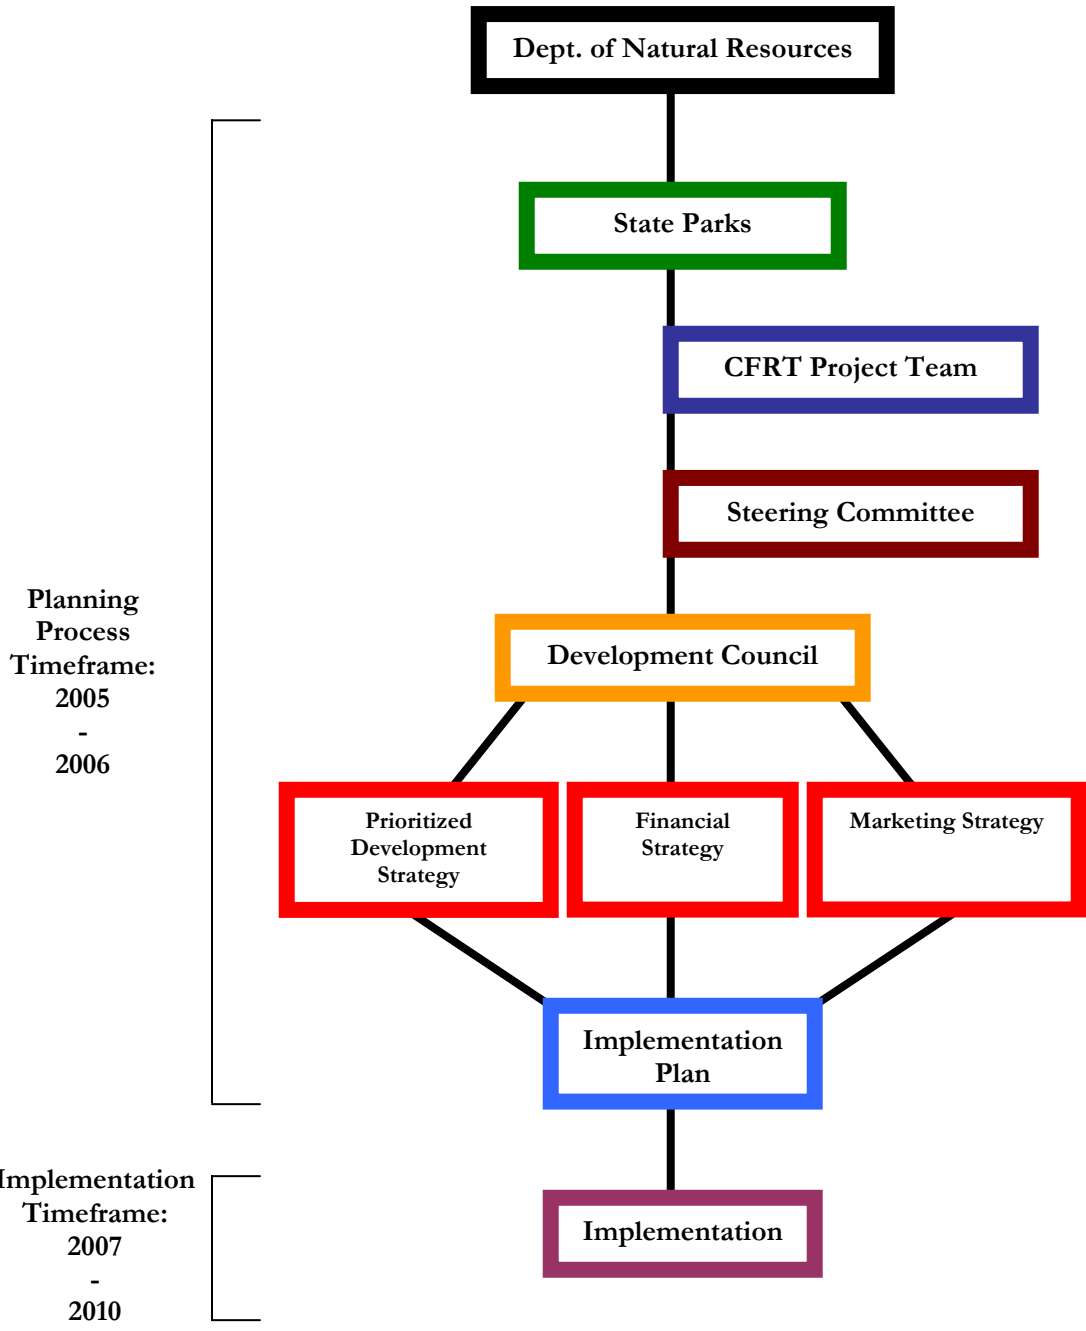 Dept. of Natural Resources
State Parks
CFRT Project Team
Steering Committee
Planning
Process
Timeframe:
2005
-
2006
Development Council
Prioritized
Development
Strategy
Financial
Strategy
Marketing Strategy
Implementation
Plan
Implementation
Timeframe:
2007
-
2010
Implementation